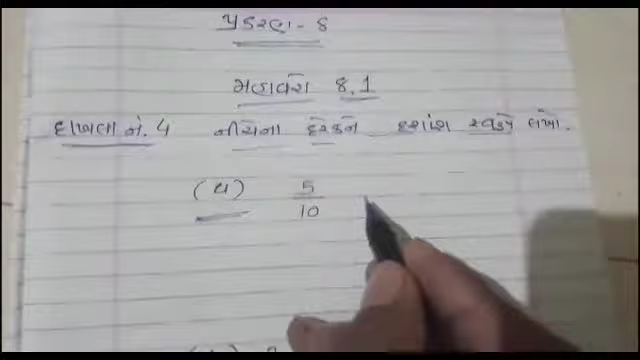 પ્રકરણ - 8
મહાવરો 8.1
દાખલા નં. 4 નીચેના દરેકને દશાંશ સ્વરૂપે લખો.
(ય) 5/10